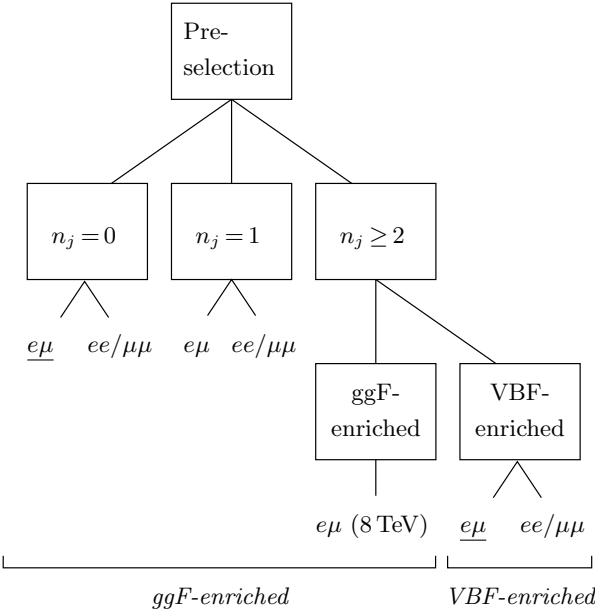 Pre-
selection
n_j = 0
n_j = 1
n_j ≥ 2
eμ ee/μμ eμ ee/μμ
ggF-
enriched
VBF-
enriched
eμ (8 TeV) eμ ee/μμ
ggF-enriched VBF-enriched